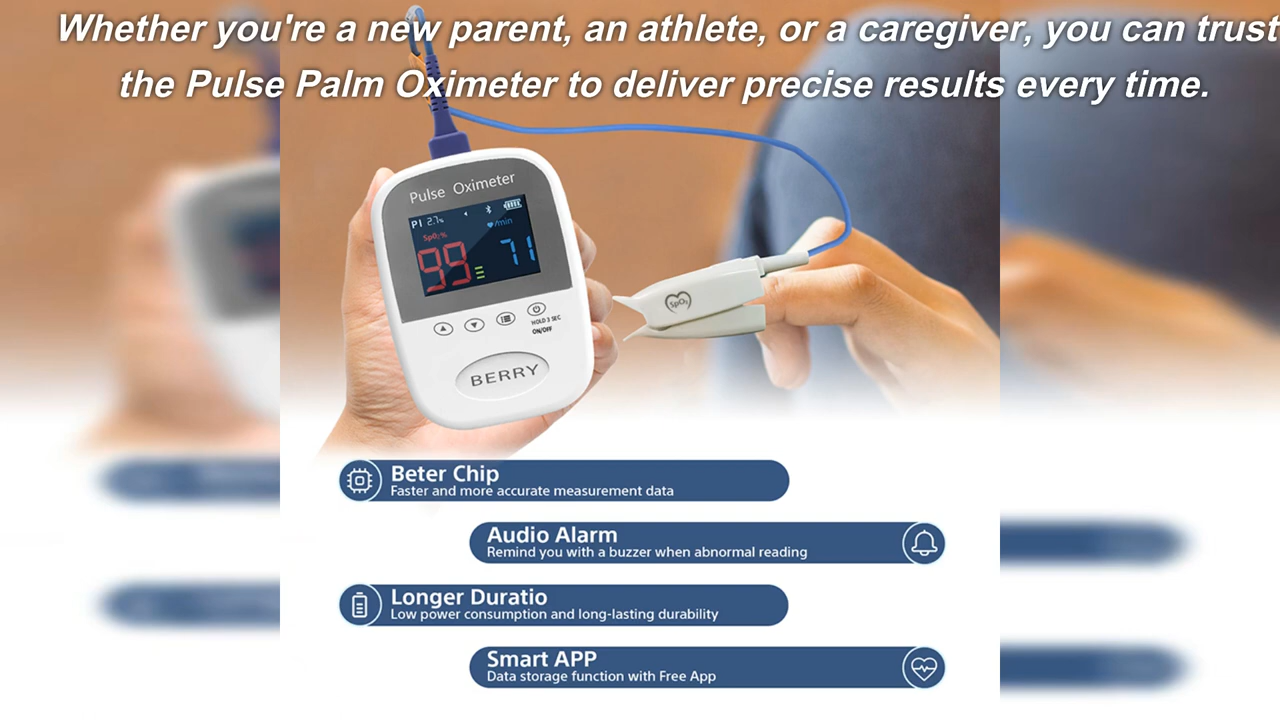 Whether you're a new parent, an athlete, or a caregiver, you can trust
the Pulse Palm Oximeter to deliver precise results every time.
Pulse Oximeter
PI 2.7%
SpO₂%
/min
99
71
HOLD 3 SEC
ON/OFF
BERRY
SpO₂
Beter Chip
Faster and more accurate measurement data
Audio Alarm
Remind you with a buzzer when abnormal reading
Longer Duratio
Low power consumption and long-lasting durability
Smart APP
Data storage function with Free App